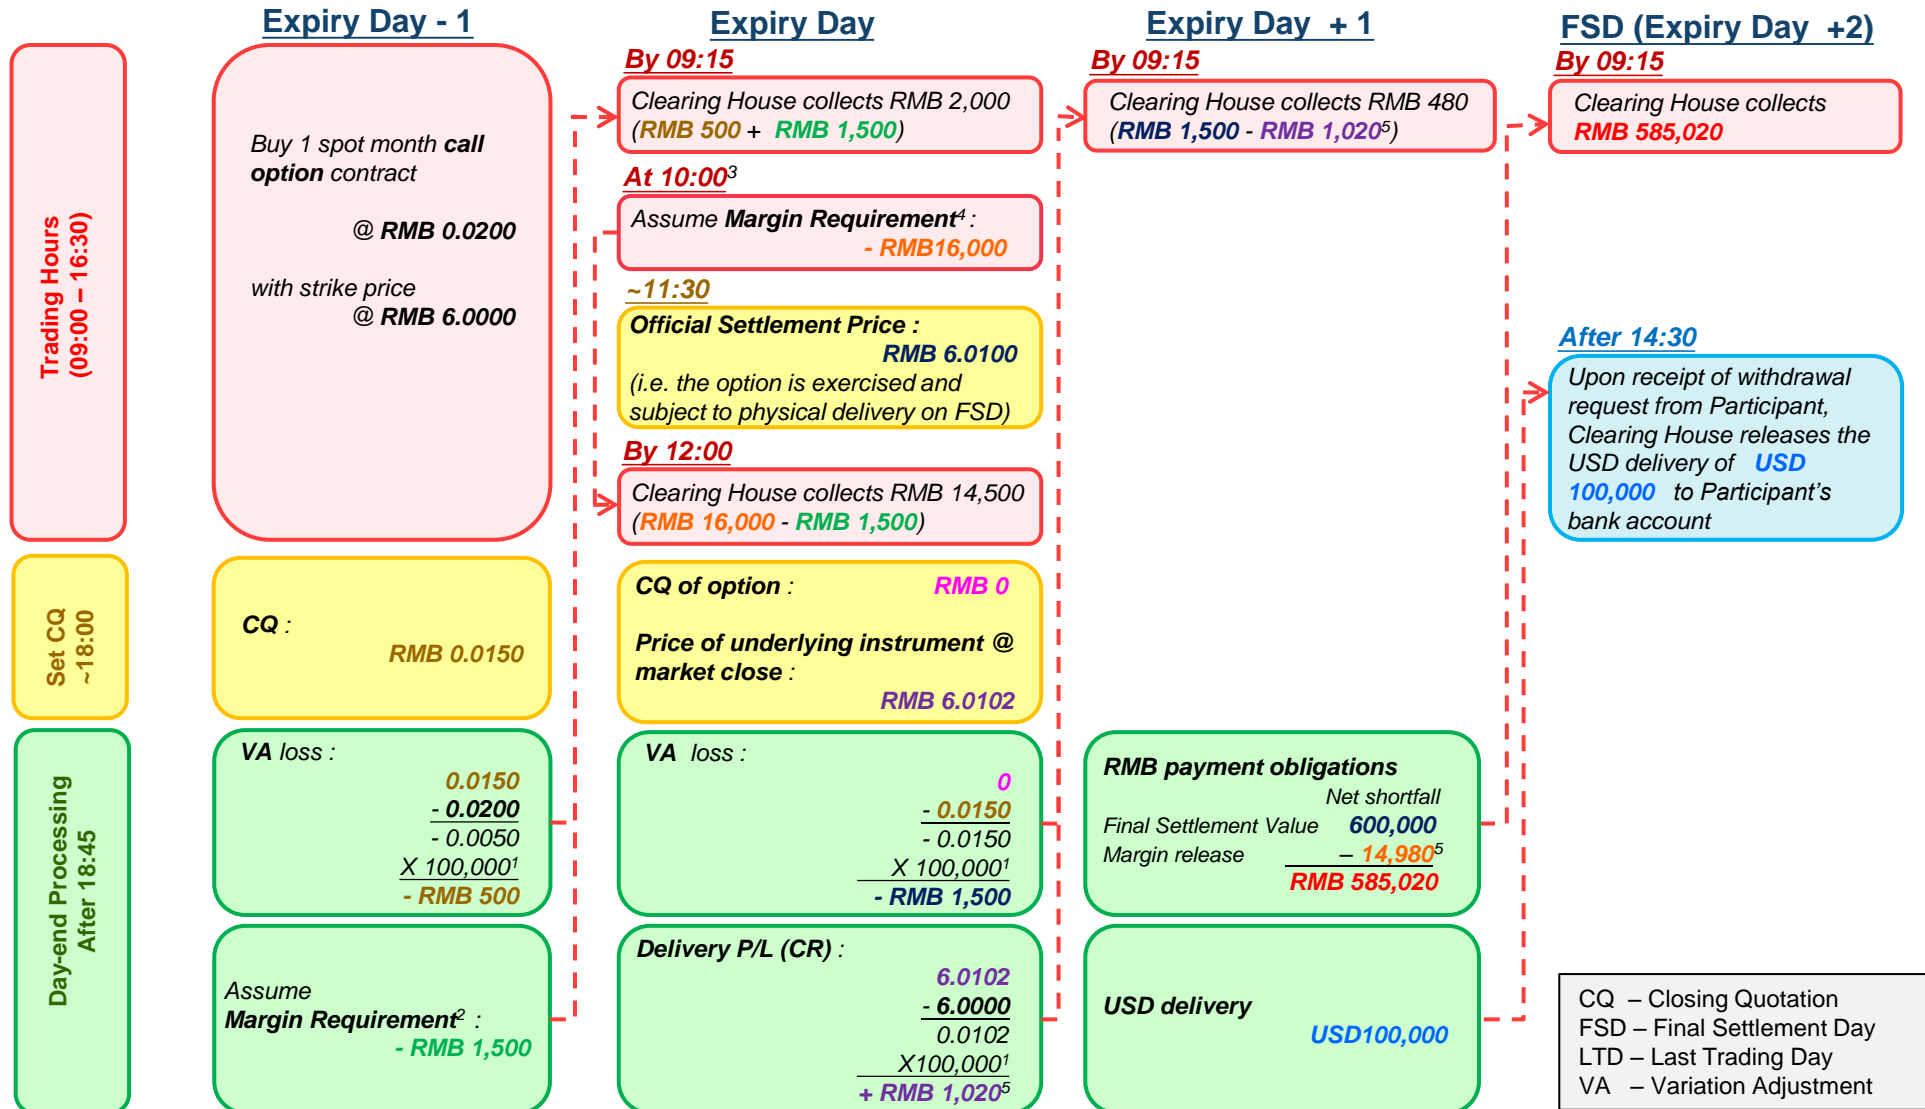 Expiry Day - 1
Expiry Day
Expiry Day + 1
FSD (Expiry Day +2)
Trading Hours
(09:00 – 16:30)
Buy 1 spot month call
option contract
@ RMB 0.0200
with strike price
@ RMB 6.0000
By 09:15
Clearing House collects RMB 2,000
(RMB 500 + RMB 1,500)
At 10:00³
Assume Margin Requirement⁴ :
- RMB16,000
~11:30
Official Settlement Price :
RMB 6.0100
(i.e. the option is exercised and
subject to physical delivery on FSD)
By 12:00
Clearing House collects RMB 14,500
(RMB 16,000 - RMB 1,500)
By 09:15
Clearing House collects RMB 480
(RMB 1,500 - RMB 1,020⁵)
By 09:15
Clearing House collects
RMB 585,020
After 14:30
Upon receipt of withdrawal
request from Participant,
Clearing House releases the
USD delivery of USD
100,000 to Participant's
bank account
Set CQ
~18:00
CQ :
RMB 0.0150
CQ of option : RMB 0
Price of underlying instrument @
market close :
RMB 6.0102
Day-end Processing
After 18:45
VA loss :
0.0150
- 0.0200
- 0.0050
X 100,000¹
- RMB 500
Assume
Margin Requirement² :
- RMB 1,500
VA loss :
0
- 0.0150
- 0.0150
X 100,000¹
- RMB 1,500
Delivery P/L (CR) :
6.0102
- 6.0000
0.0102
X100,000¹
+ RMB 1,020⁵
RMB payment obligations
Net shortfall
Final Settlement Value 600,000
Margin release – 14,980⁵
RMB 585,020
USD delivery
USD100,000
CQ – Closing Quotation
FSD – Final Settlement Day
LTD – Last Trading Day
VA – Variation Adjustment